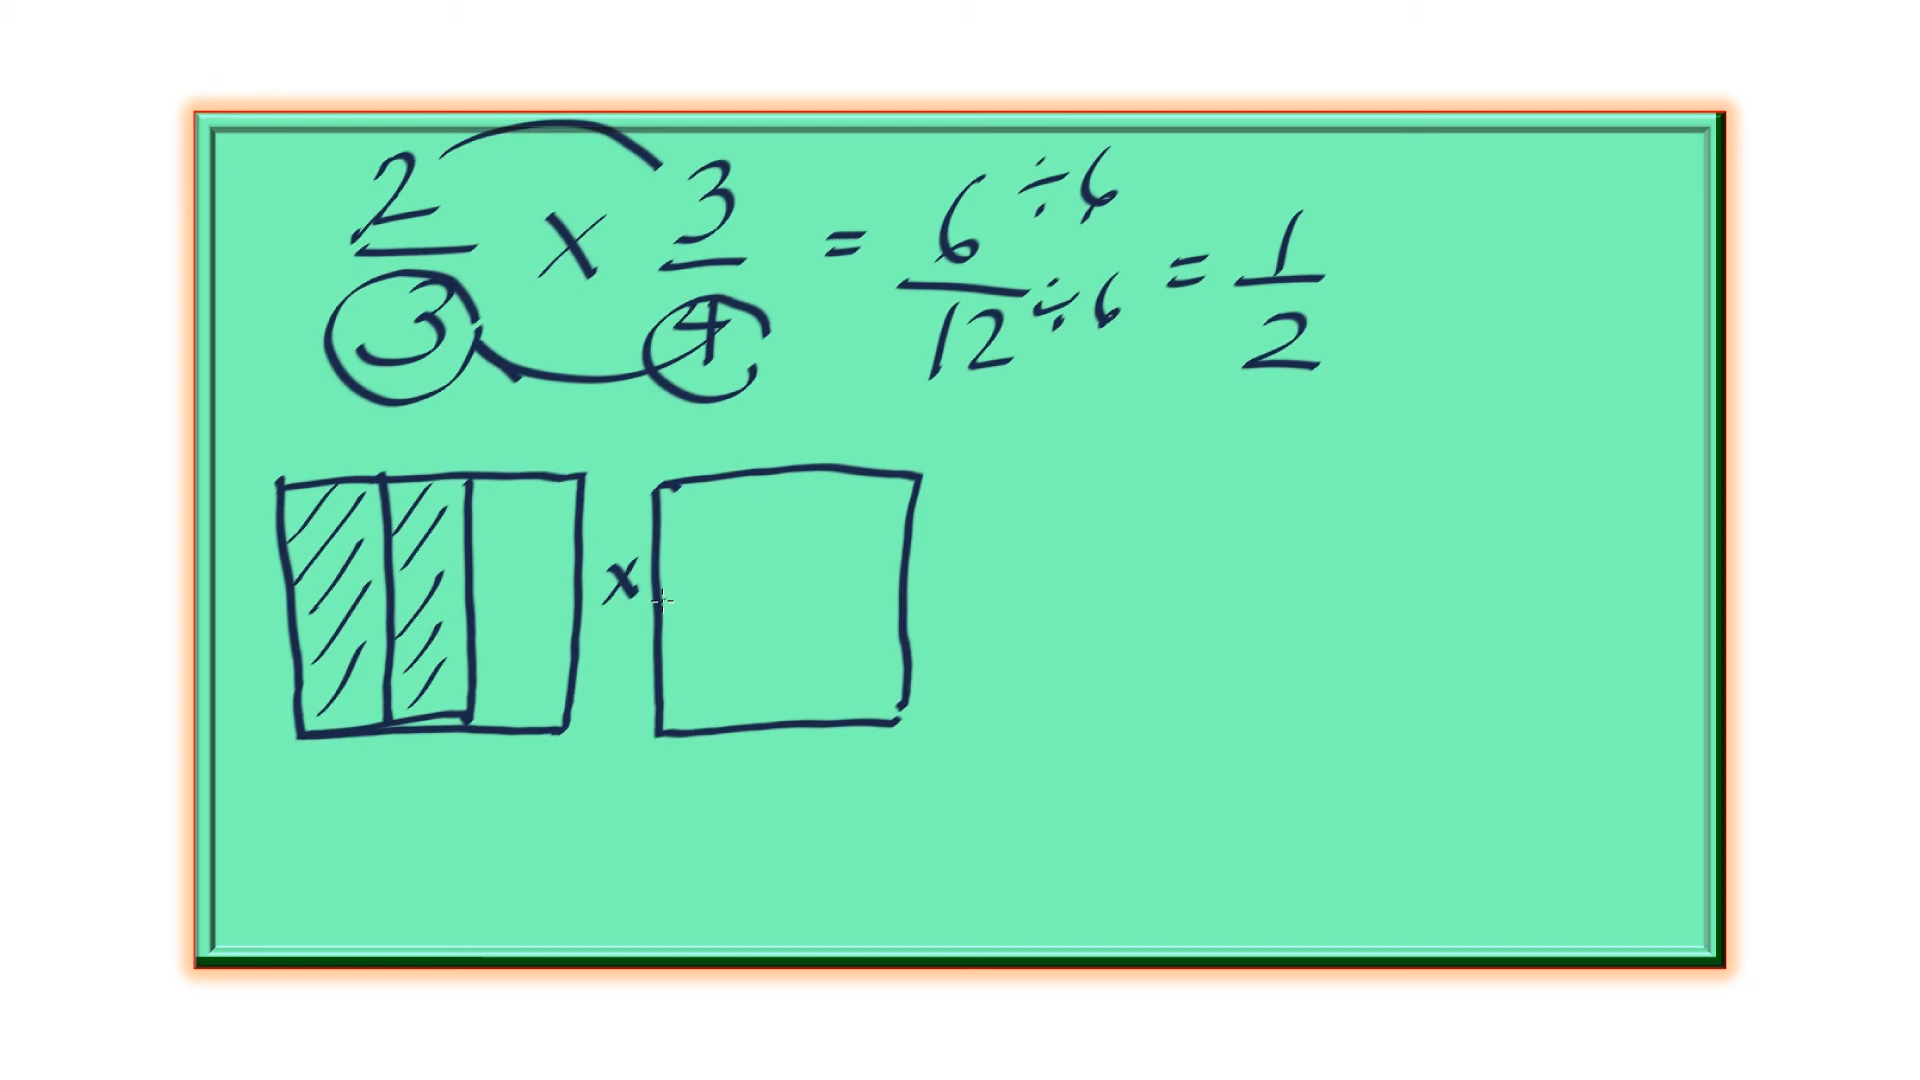 2/3 × 3/4 = 6÷6/12÷6 = 1/2
×